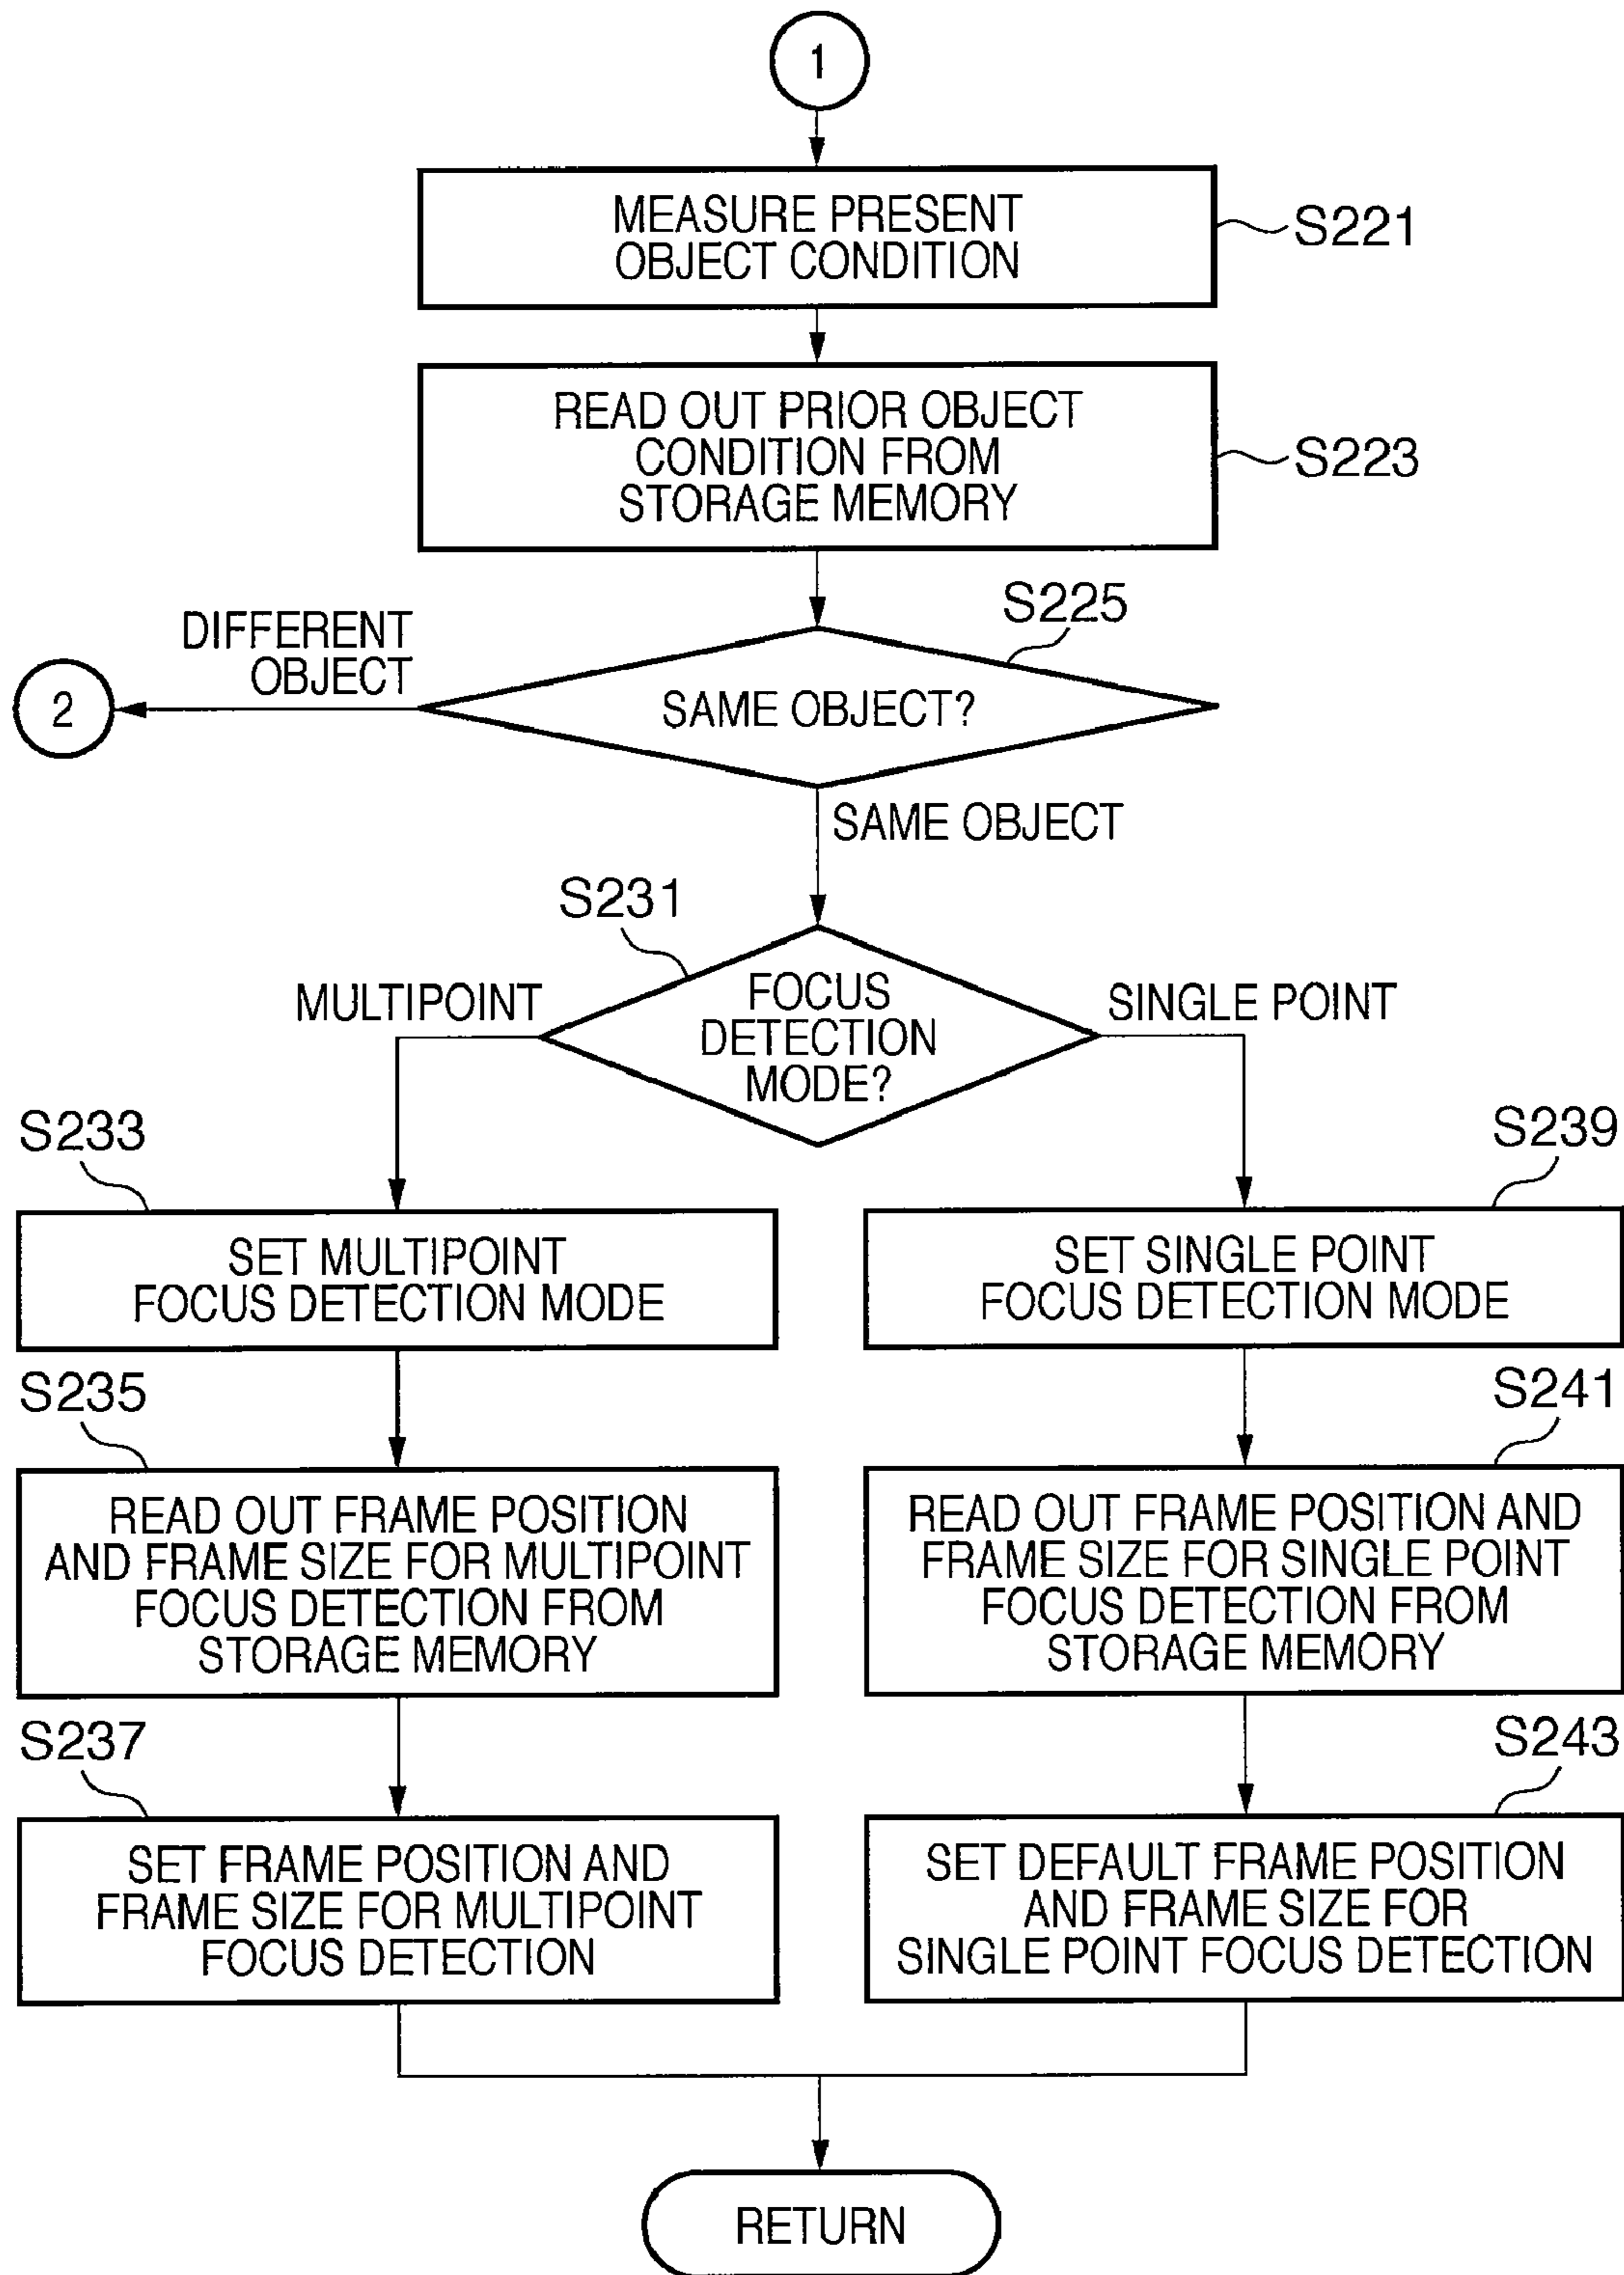 1
MEASURE PRESENT
OBJECT CONDITION
S221
READ OUT PRIOR OBJECT
CONDITION FROM
STORAGE MEMORY
S223
S225
DIFFERENT
OBJECT
2
SAME OBJECT?
SAME OBJECT
S231
MULTIPOINT
FOCUS
DETECTION
MODE?
SINGLE POINT
S233
SET MULTIPOINT
FOCUS DETECTION MODE
S239
SET SINGLE POINT
FOCUS DETECTION MODE
S235
READ OUT FRAME POSITION
AND FRAME SIZE FOR MULTIPOINT
FOCUS DETECTION FROM
STORAGE MEMORY
S241
READ OUT FRAME POSITION AND
FRAME SIZE FOR SINGLE POINT
FOCUS DETECTION FROM
STORAGE MEMORY
S237
SET FRAME POSITION AND
FRAME SIZE FOR MULTIPOINT
FOCUS DETECTION
S243
SET DEFAULT FRAME POSITION
AND FRAME SIZE FOR
SINGLE POINT FOCUS DETECTION
RETURN